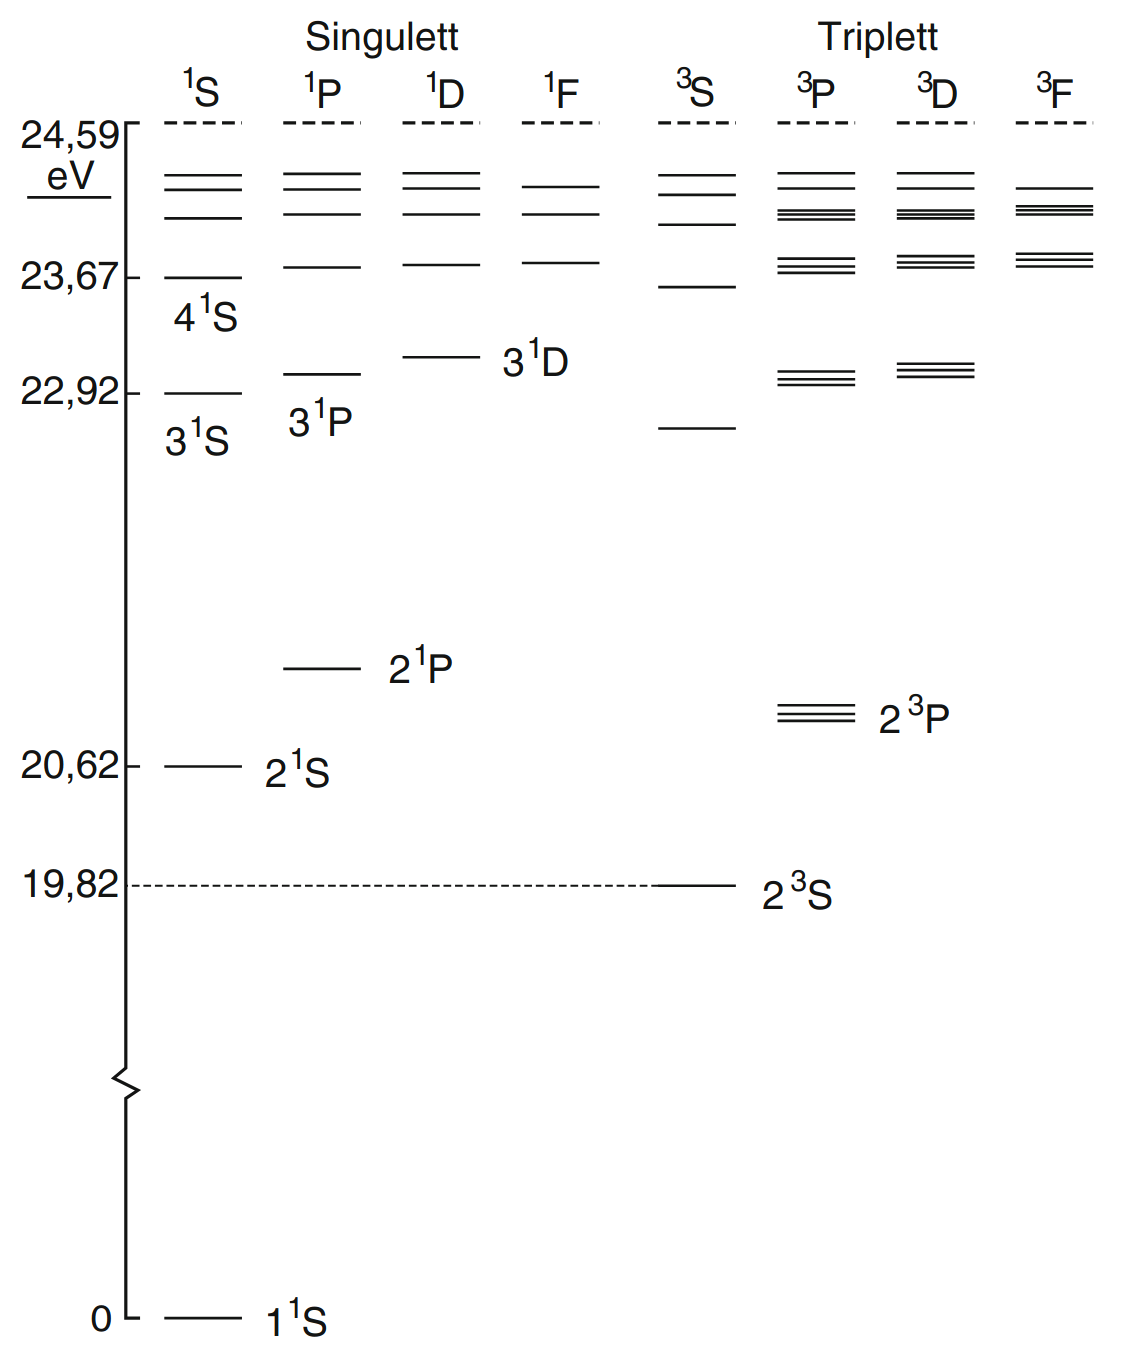 Singulett Triplett
¹S ¹P ¹D ¹F ³S ³P ³D ³F
24,59
eV
23,67
4 ¹S
3 ¹D
22,92
3 ¹P
3 ¹S
2 ¹P
2 ³P
20,62
2 ¹S
19,82
2 ³S
0
1 ¹S